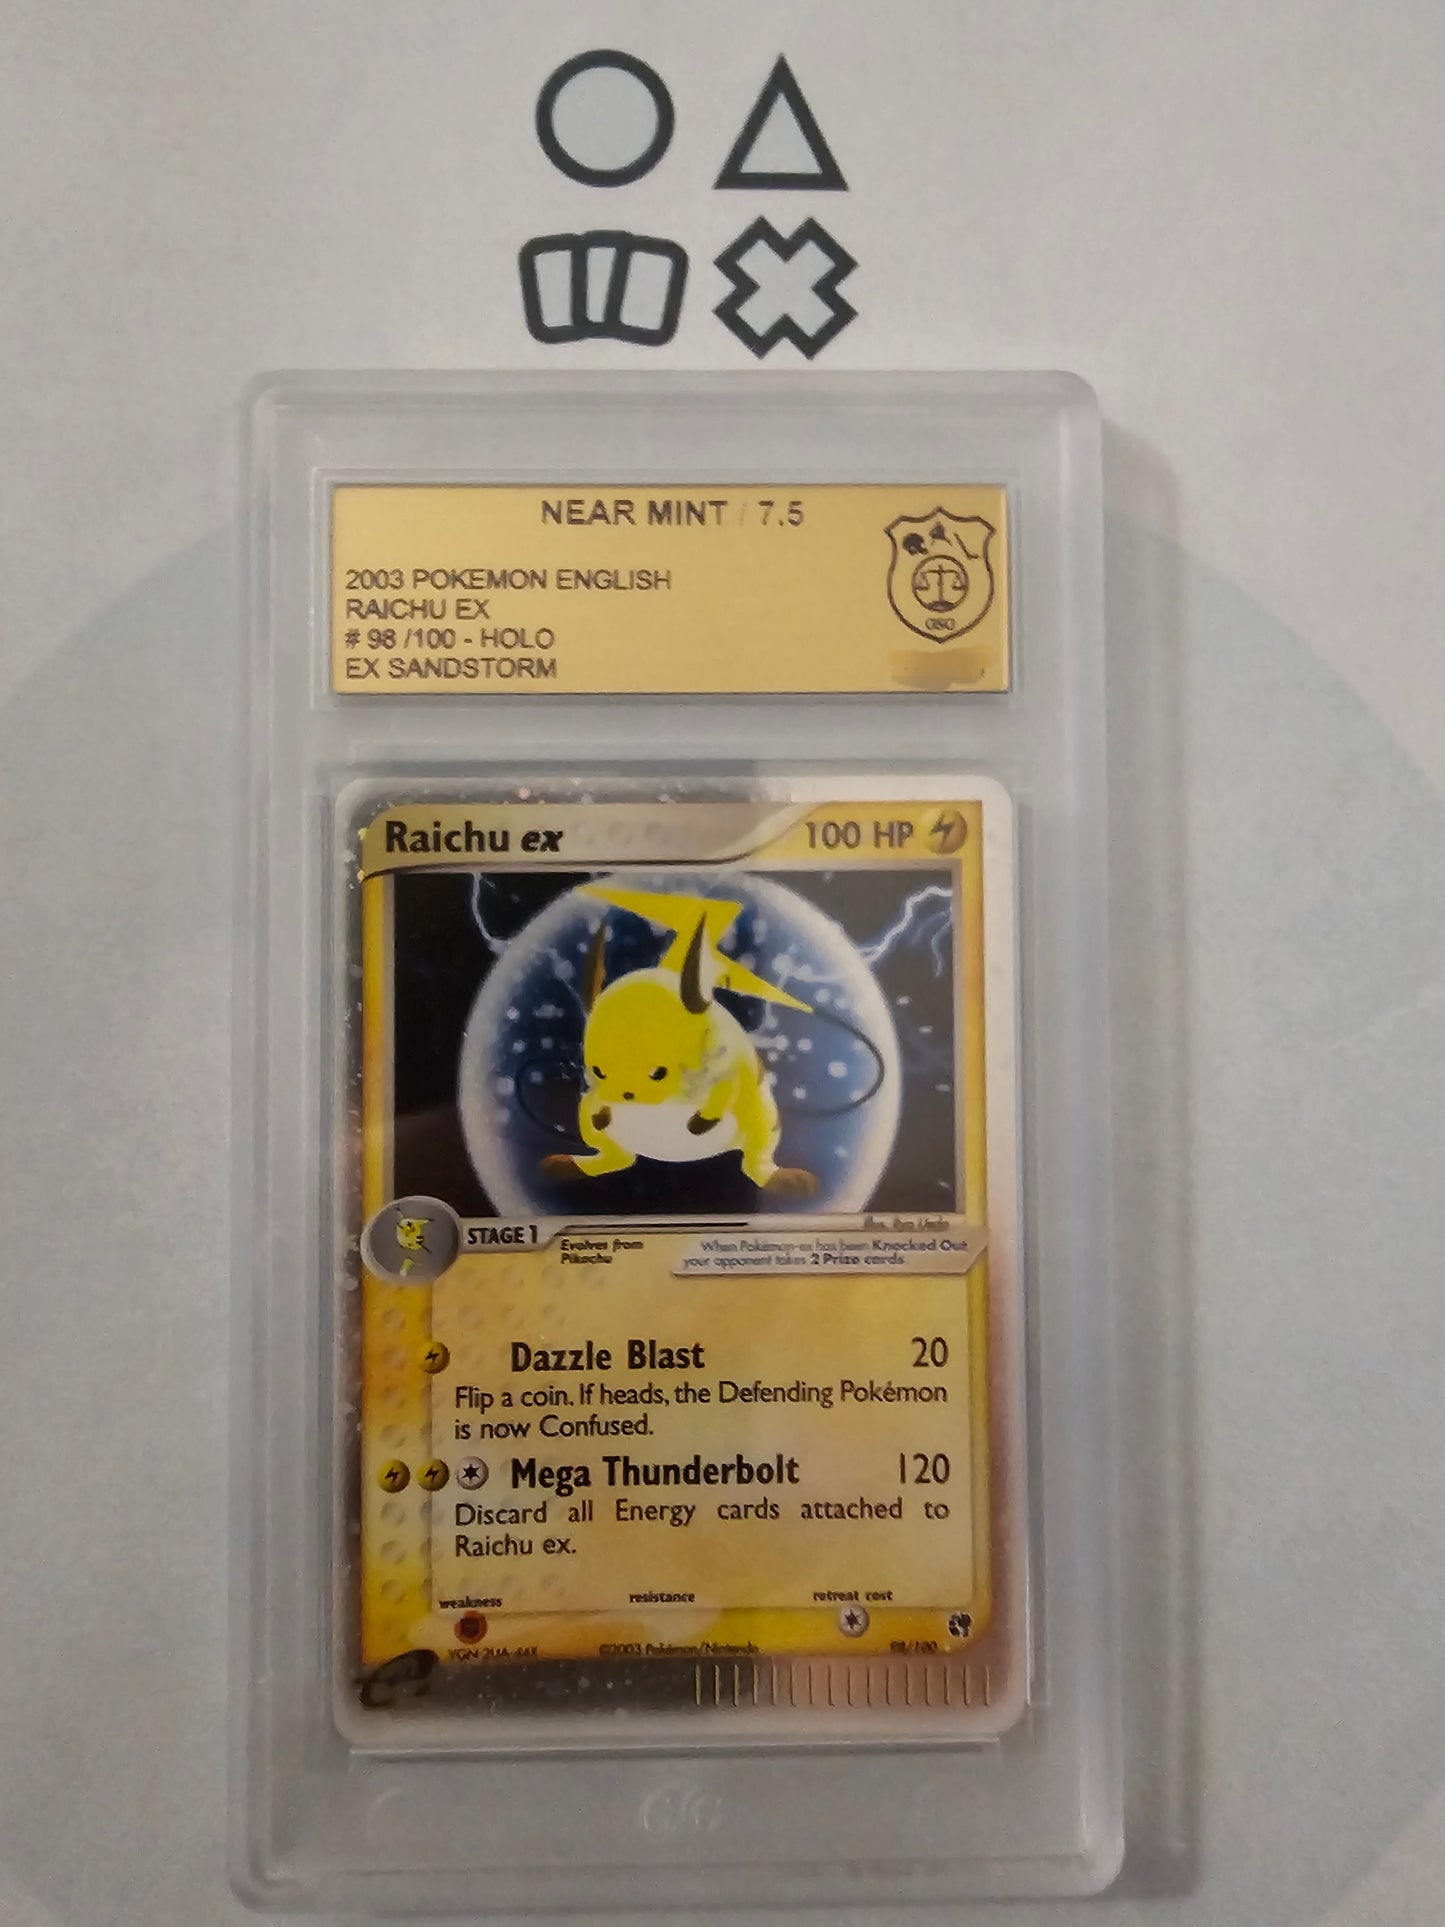 NEAR MINT / 7.5
2003 POKEMON ENGLISH
RAICHU EX
# 98 /100 - HOLO
EX SANDSTORM
Raichu ex 100 HP
STAGE 1
Evolves from
Pikachu
When Pokémon-ex has been Knocked Out
your opponent takes 2 Prize cards.
Dazzle Blast 20
Flip a coin. If heads, the Defending Pokémon
is now Confused.
Mega Thunderbolt 120
Discard all Energy cards attached to
Raichu ex.
weakness resistance retreat cost
©2003 Pokémon/Nintendo 98/100